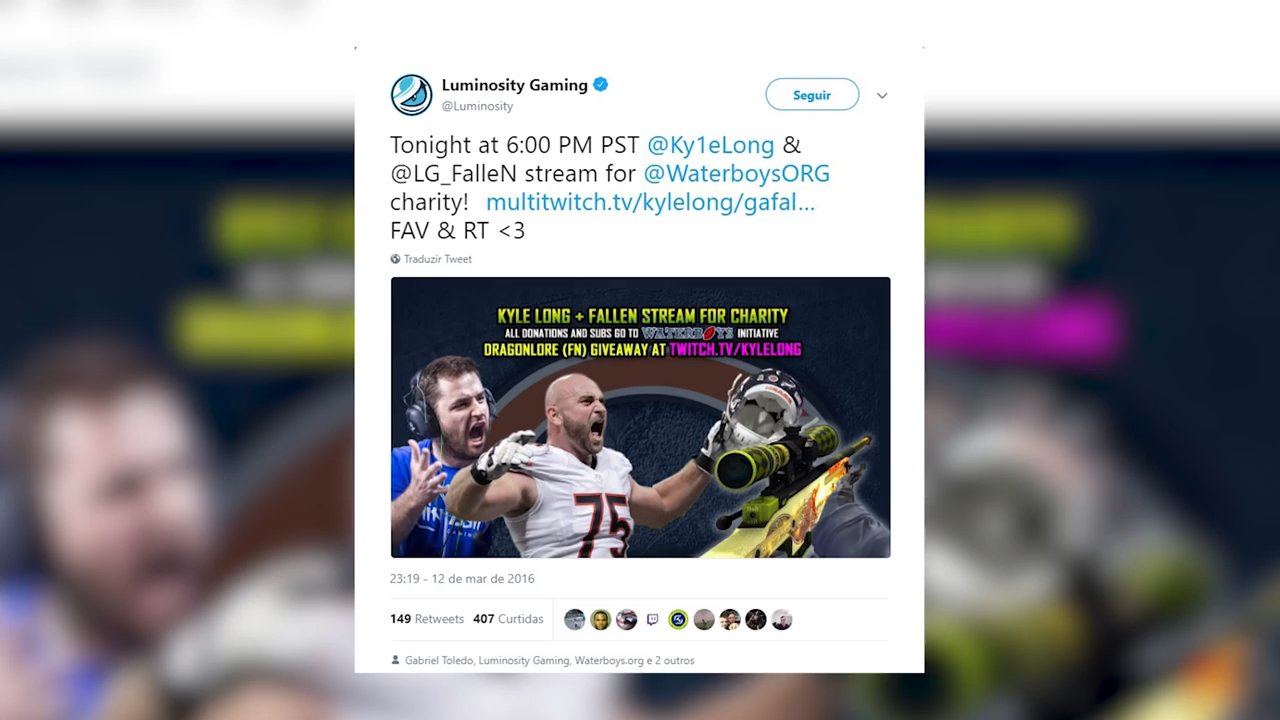 Luminosity Gaming
@Luminosity
Seguir
Tonight at 6:00 PM PST @Ky1eLong &
@LG_FalleN stream for @WaterboysORG
charity! multitwitch.tv/kylelong/gafal...
FAV & RT <3
Traduzir Tweet
KYLE LONG + FALLEN STREAM FOR CHARITY
ALL DONATIONS AND SUBS GO TO WATERBOYS INITIATIVE
DRAGONLORE (FN) GIVEAWAY AT TWITCH.TV/KYLELONG
75
23:19 - 12 de mar de 2016
149 Retweets 407 Curtidas
Gabriel Toledo, Luminosity Gaming, Waterboys.org e 2 outros